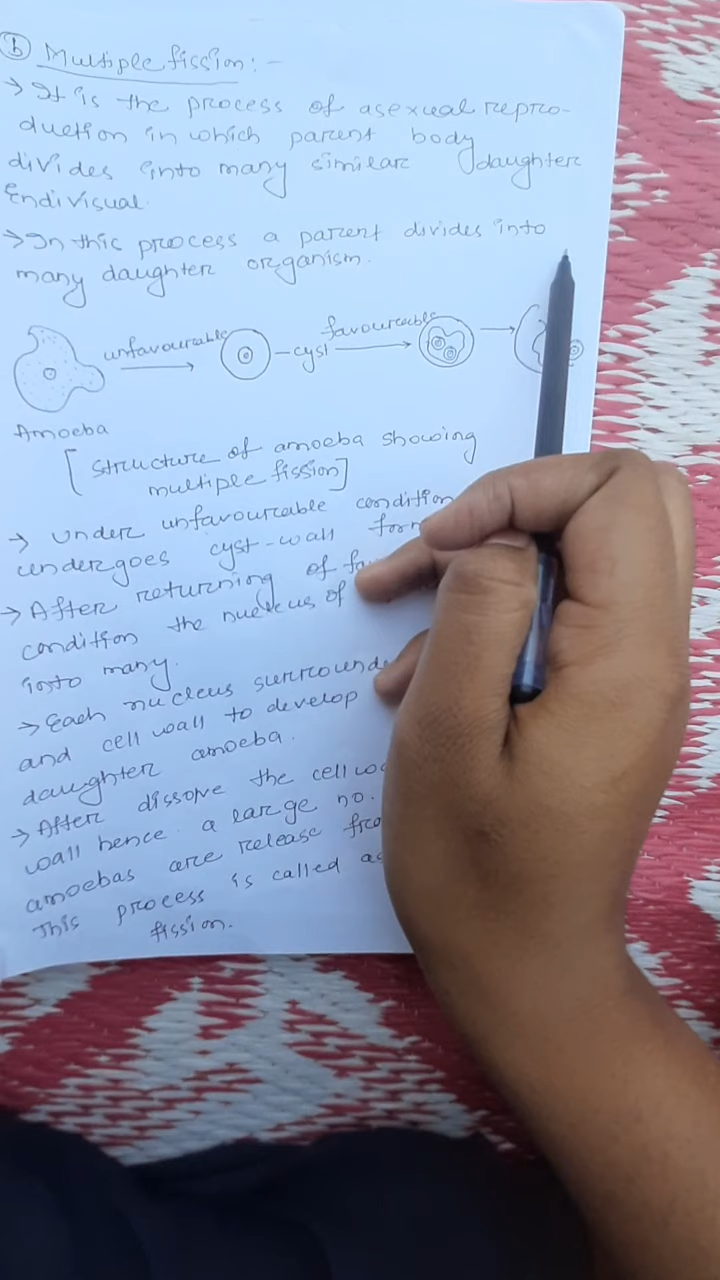 b) Multiple fission:-
→ It is the process of asexual repro-
duction in which parent body
divides into many similar daughter
Endivisual.
→ In this process a parent divides into
many daughter organism.
unfavourable
cyst
favourable
Amoeba
[structure of amoeba showing
multiple fission]
→ under unfavourable condition
undergoes cyst-wall
→ After returning of
condition the nucleus of
into many.
→ Each nucleus
and cell wall to develop
daughter amoeba.
→ After dissolve the
wall hence a large no.
amoebas are release
This process is called as
fission.